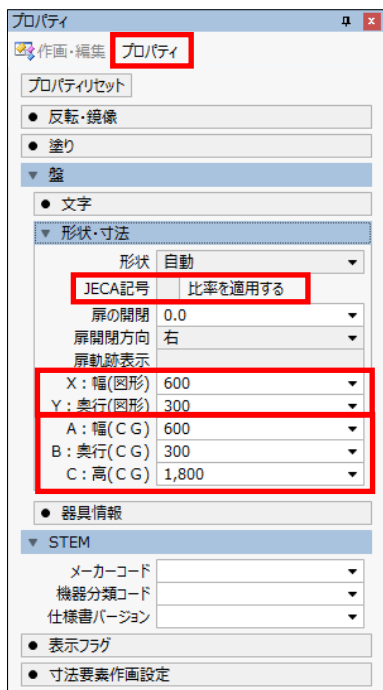 プロパティ
作画・編集 プロパティ
プロパティリセット
● 反転・鏡像
● 塗り
▼ 盤
● 文字
▼ 形状・寸法
形状 自動
JECA記号 比率を適用する
扉の開閉 0.0
扉開閉方向 右
扉軌跡表示
X：幅(図形) 600
Y：奥行(図形) 300
A：幅(ＣＧ) 600
B：奥行(ＣＧ) 300
C：高(ＣＧ) 1,800
● 器具情報
▼ STEM
メーカーコード
機器分類コード
仕様書バージョン
● 表示フラグ
● 寸法要素作画設定